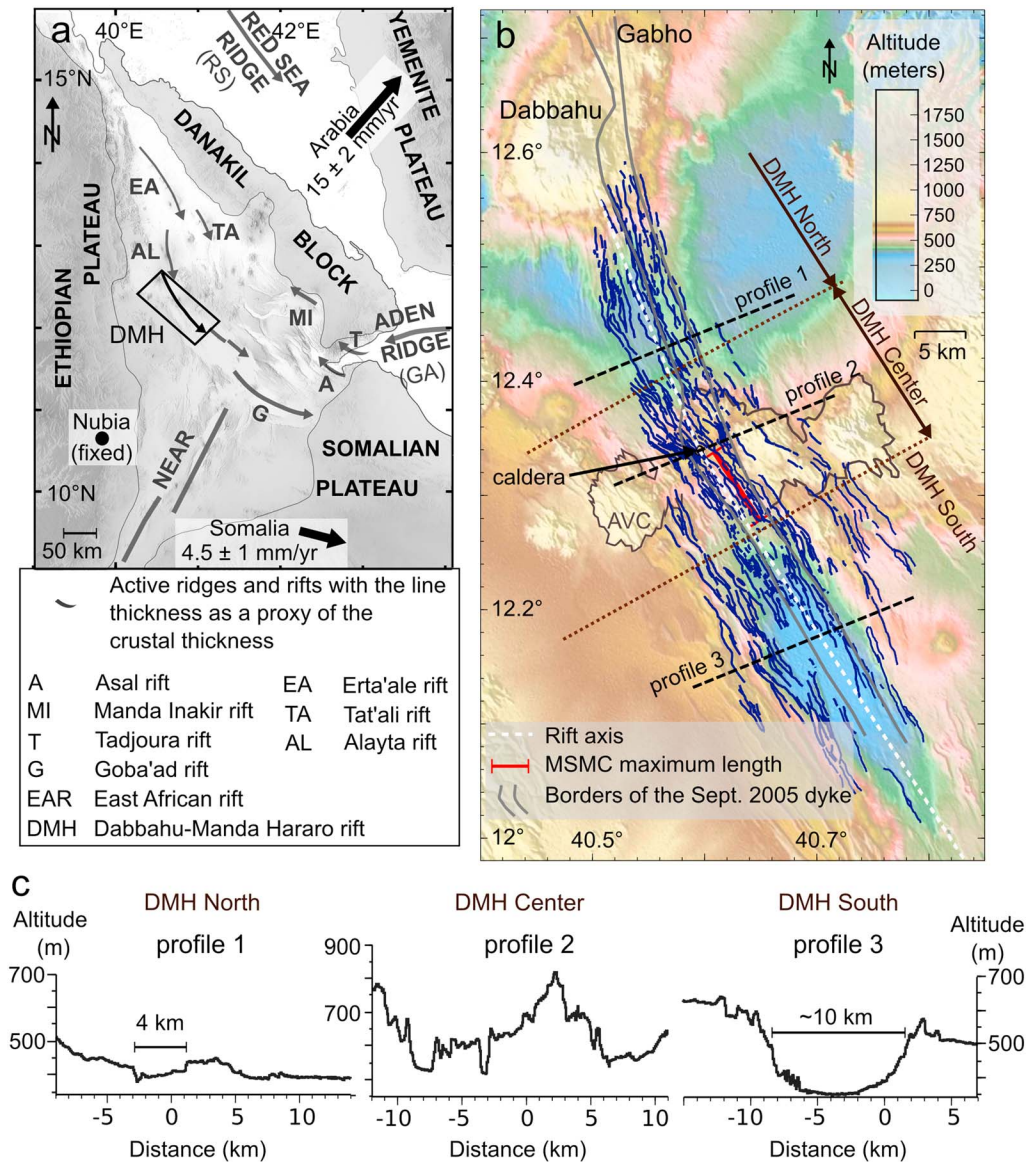 a
40°E
42°E
15°N
N
RED SEA
RIDGE
(RS)
YEMENITE
PLATEAU
Arabia
15 ± 2 mm/yr
DANAKIL
BLOCK
EA
TA
AL
DMH
MI
T
A
G
ADEN
RIDGE
(GA)
ETHIOPIAN
PLATEAU
Nubia
(fixed)
NEAR
SOMALIAN
PLATEAU
10°N
Somalia
4.5 ± 1 mm/yr
50 km
Active ridges and rifts with the line
thickness as a proxy of the
crustal thickness
A Asal rift
MI Manda Inakir rift
T Tadjoura rift
G Goba'ad rift
EAR East African rift
DMH Dabbahu-Manda Hararo rift
EA Erta'ale rift
TA Tat'ali rift
AL Alayta rift
b
Gabho
Dabbahu
N
Altitude
(meters)
1750
1500
1250
1000
750
500
250
0
5 km
12.6°
12.4°
12.2°
12°
40.5°
40.7°
DMH North
DMH Center
DMH South
profile 1
profile 2
profile 3
caldera
AVC
Rift axis
MSMC maximum length
Borders of the Sept. 2005 dyke
c
DMH North
DMH Center
DMH South
Altitude
(m)
profile 1
profile 2
profile 3
Altitude
(m)
700
500
4 km
-5 0 5 10
Distance (km)
900
700
-10 -5 0 5 10
Distance (km)
700
500
~10 km
-10 -5 0 5
Distance (km)